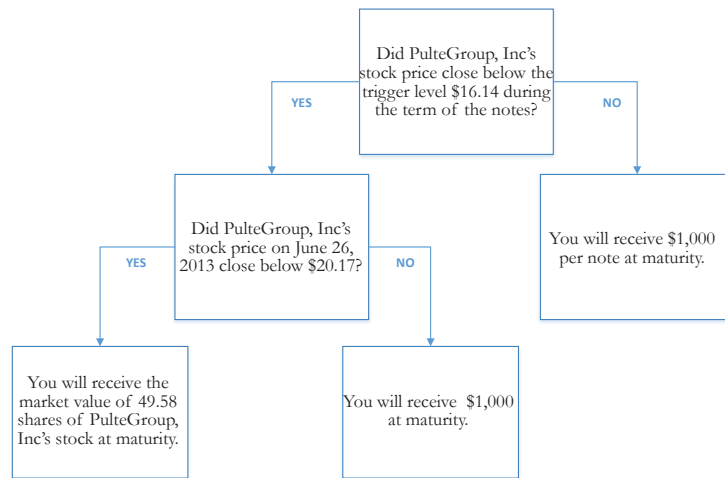 Did PulteGroup, Inc's
stock price close below the
trigger level $16.14 during
the term of the notes?
YES
NO
Did PulteGroup, Inc's
stock price on June 26,
2013 close below $20.17?
You will receive $1,000
per note at maturity.
YES
NO
You will receive the
market value of 49.58
shares of PulteGroup,
Inc's stock at maturity.
You will receive $1,000
at maturity.